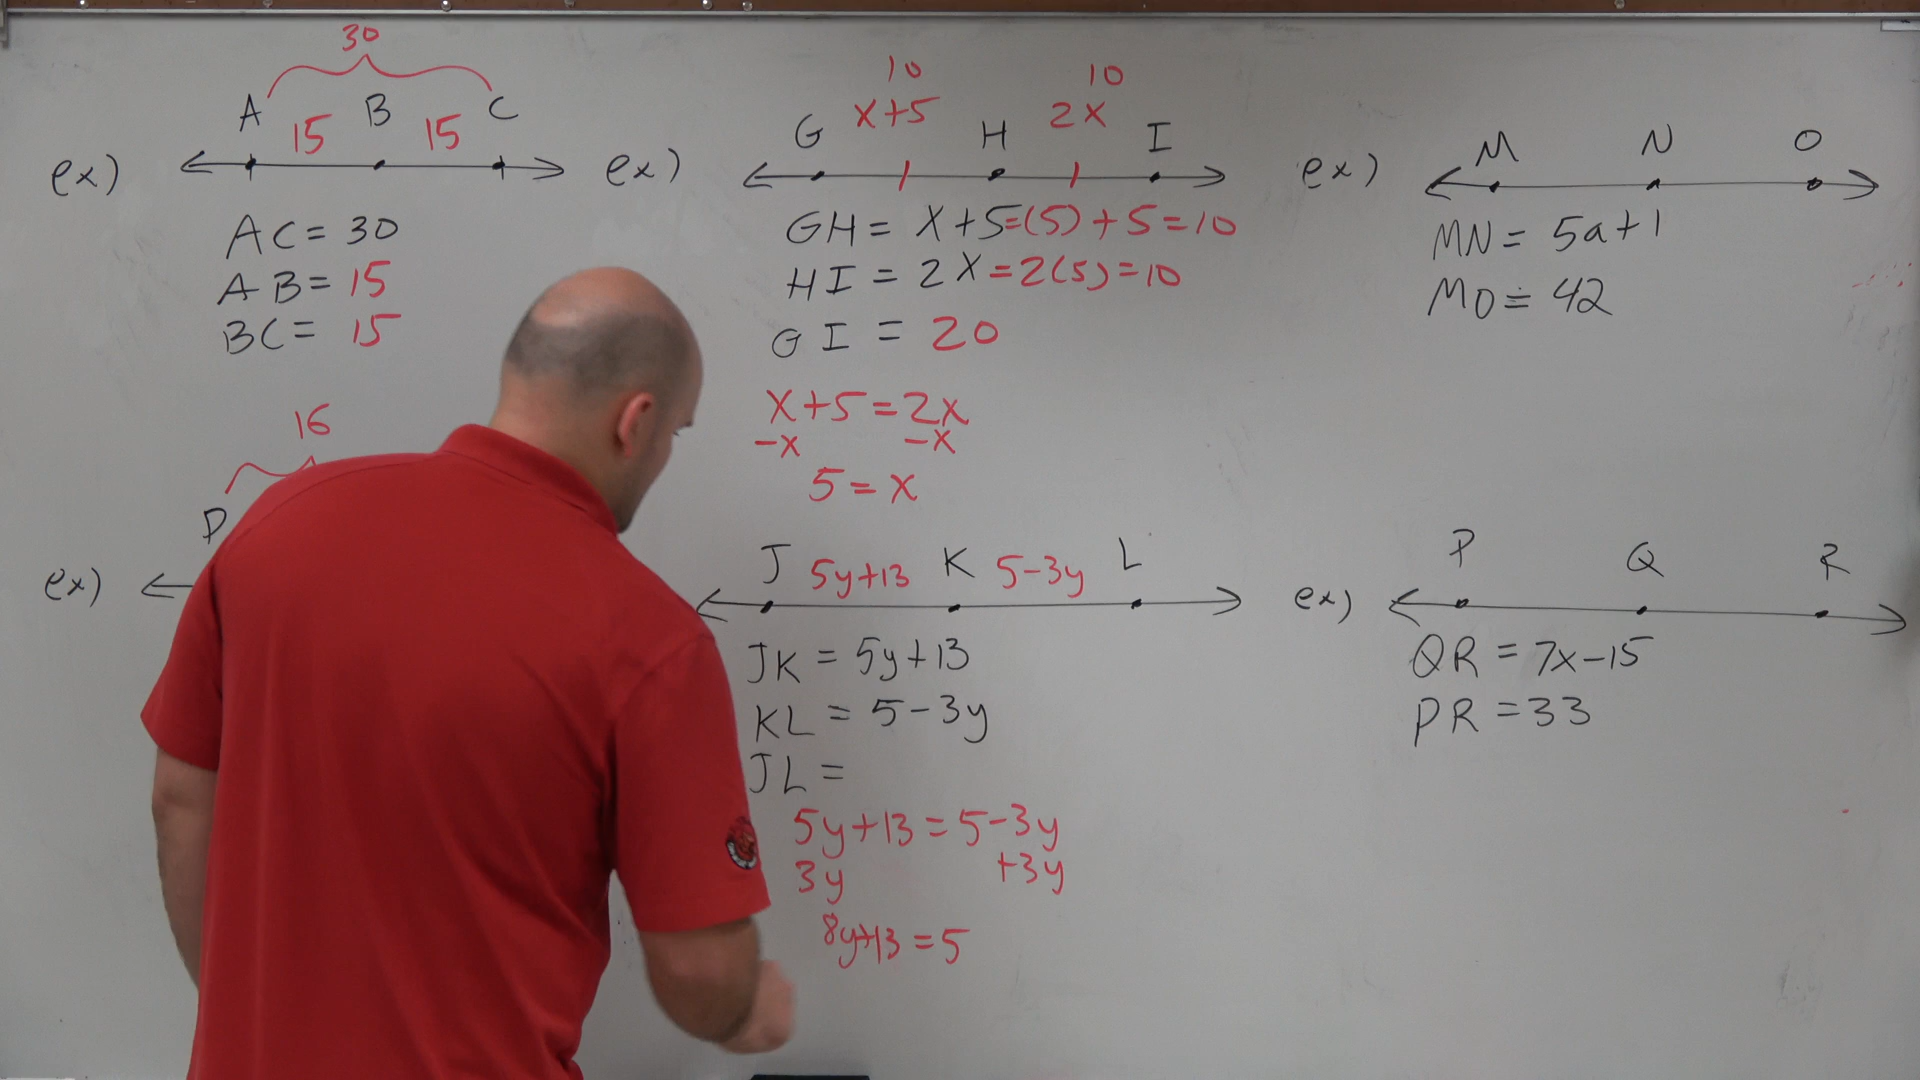 30
A 15 B 15 C
ex)
AC = 30
AB = 15
BC = 15
10 10
x+5 2x
G H I
ex)
GH = x+5=(5)+5=10
HI = 2x=2(5)=10
GI = 20
x+5=2x
-x -x
5=x
M N O
ex)
MN = 5a+1
MO = 42
16
D
ex)
J 5y+13 K 5-3y L
JK = 5y+13
KL = 5-3y
JL =
5y+13=5-3y
3y +3y
8y+13=5
P Q R
ex)
QR = 7x-15
PR = 33